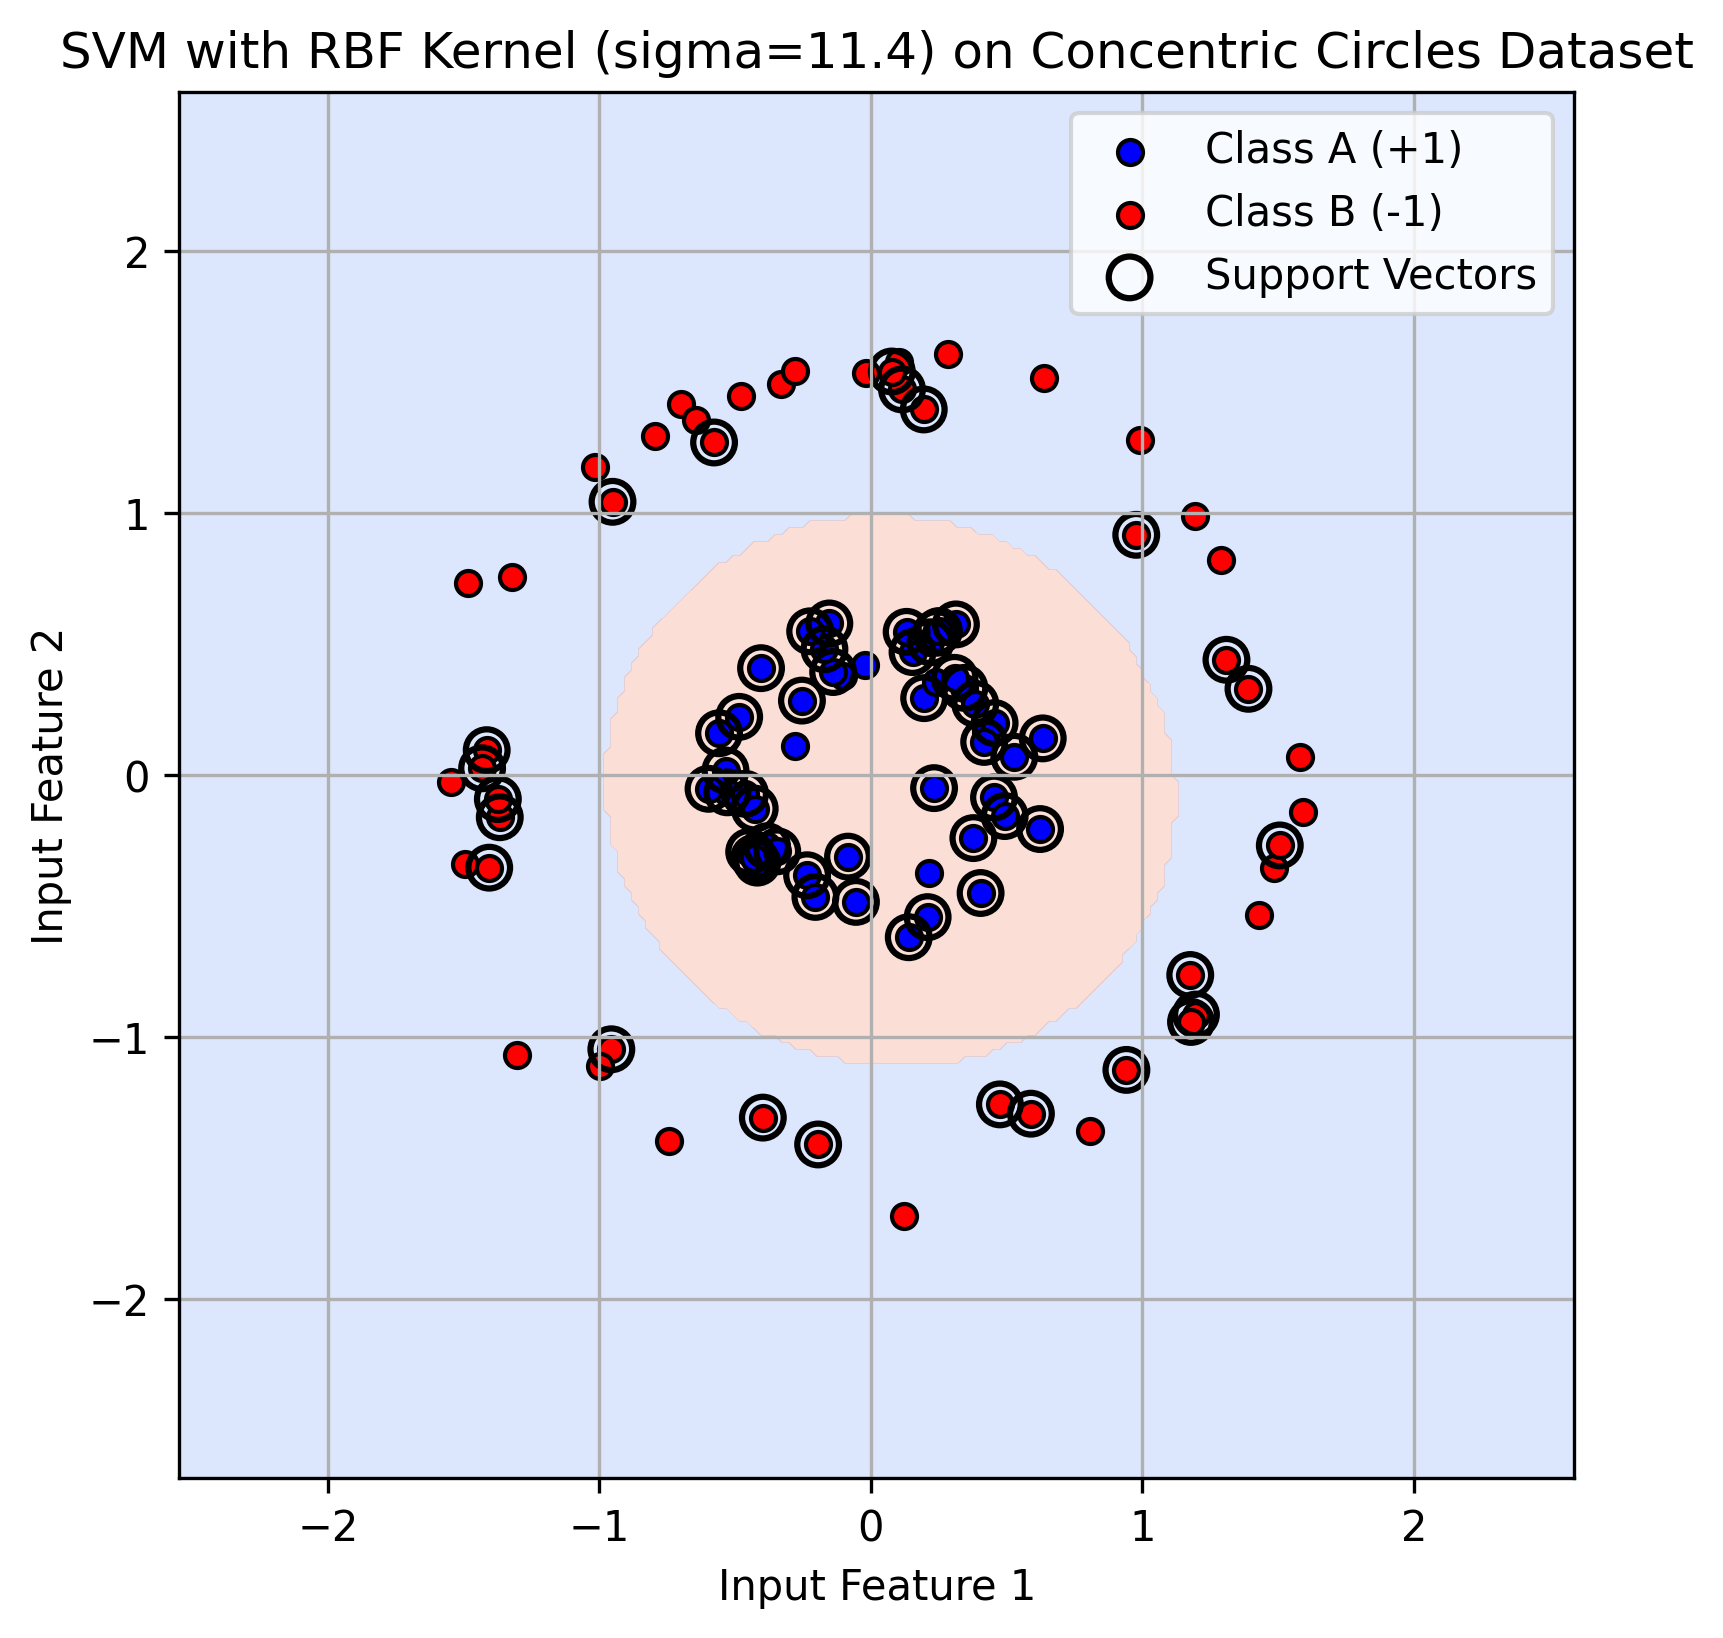 SVM with RBF Kernel (sigma=11.4) on Concentric Circles Dataset
Class A (+1)
Class B (-1)
Support Vectors
Input Feature 2
2
1
0
−1
−2
−2
−1
0
1
2
Input Feature 1